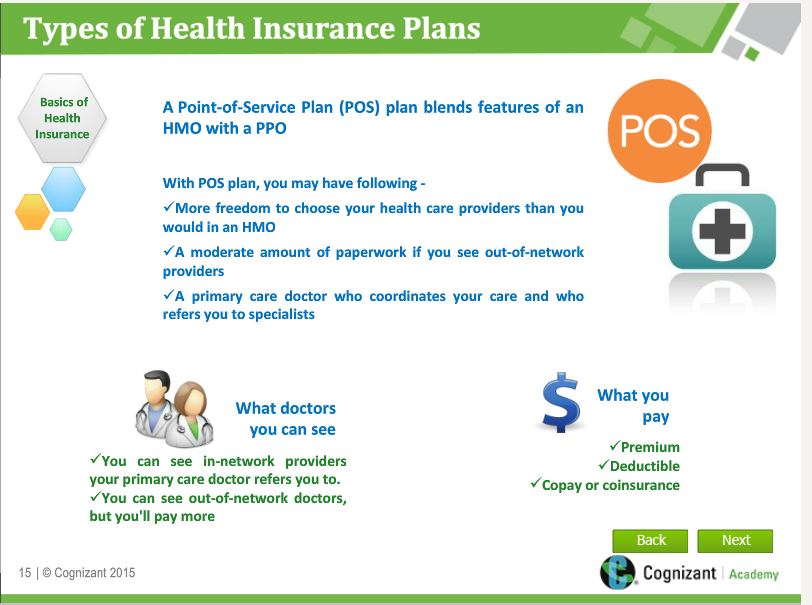 Types of Health Insurance Plans
Basics of
Health
Insurance
A Point-of-Service Plan (POS) plan blends features of an
HMO with a PPO
POS
With POS plan, you may have following -
✓More freedom to choose your health care providers than you
would in an HMO
✓A moderate amount of paperwork if you see out-of-network
providers
✓A primary care doctor who coordinates your care and who
refers you to specialists
What doctors
you can see
✓You can see in-network providers
your primary care doctor refers you to.
✓You can see out-of-network doctors,
but you'll pay more
$
What you
pay
✓Premium
✓Deductible
✓Copay or coinsurance
Back
Next
15 | © Cognizant 2015
Cognizant | Academy